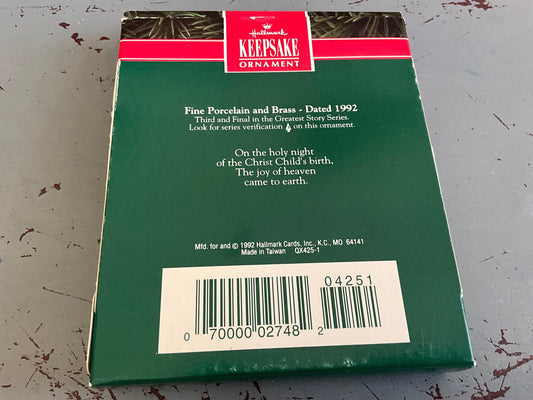 Hallmark
KEEPSAKE
ORNAMENT
Fine Porcelain and Brass - Dated 1992
Third and Final in the Greatest Story Series.
Look for series verification on this ornament.
On the holy night
of the Christ Child's birth,
The joy of heaven
came to earth.
Mfd. for and © 1992 Hallmark Cards, Inc., K.C., MO 64141
Made in Taiwan QX425-1
04251
0 70000 02748 2